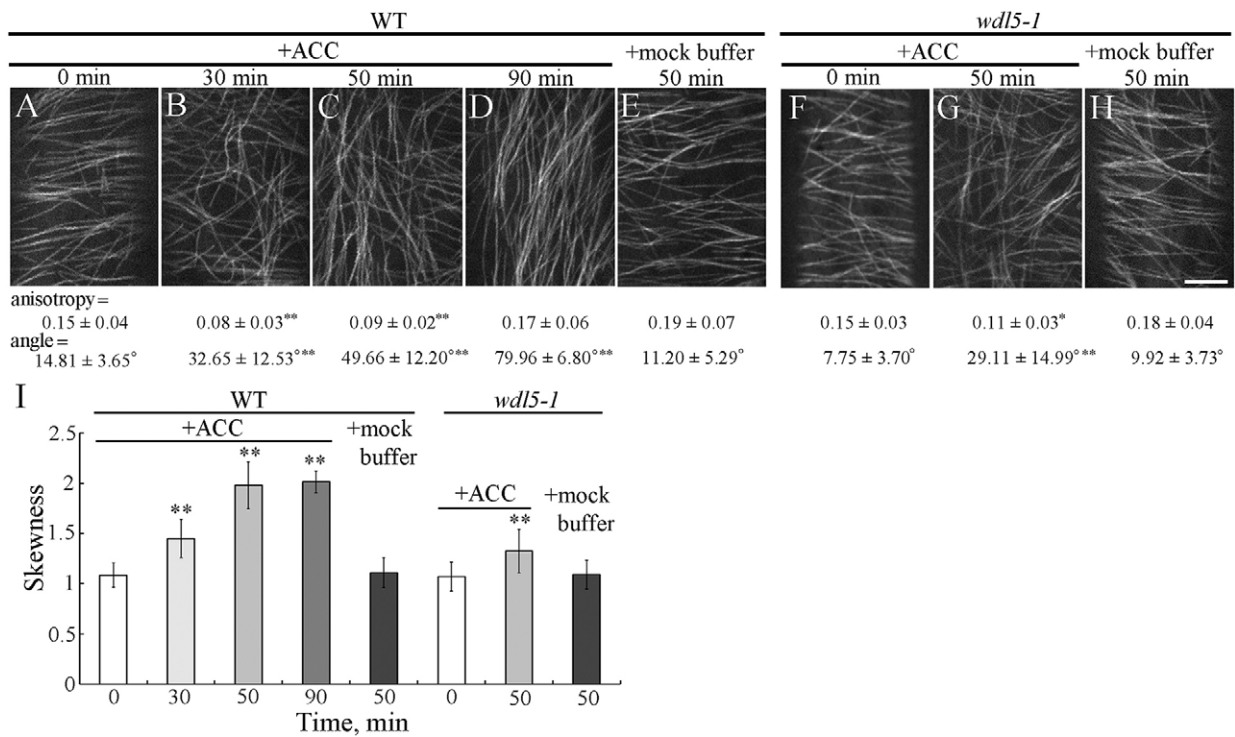 WT wdl5-1
+ACC +mock buffer +ACC +mock buffer
0 min 30 min 50 min 90 min 50 min 0 min 50 min 50 min
A B C D E F G H
anisotropy=
0.15 ± 0.04 0.08 ± 0.03** 0.09 ± 0.02** 0.17 ± 0.06 0.19 ± 0.07 0.15 ± 0.03 0.11 ± 0.03* 0.18 ± 0.04
angle=
14.81 ± 3.65° 32.65 ± 12.53°** 49.66 ± 12.20°** 79.96 ± 6.80°** 11.20 ± 5.29° 7.75 ± 3.70° 29.11 ± 14.99°** 9.92 ± 3.73°
I
WT wdl5-1
+ACC +mock buffer +ACC +mock buffer
2.5
2
1.5
1
0.5
0
Skewness
** ** ** **
0 30 50 90 50 0 50 50
Time, min